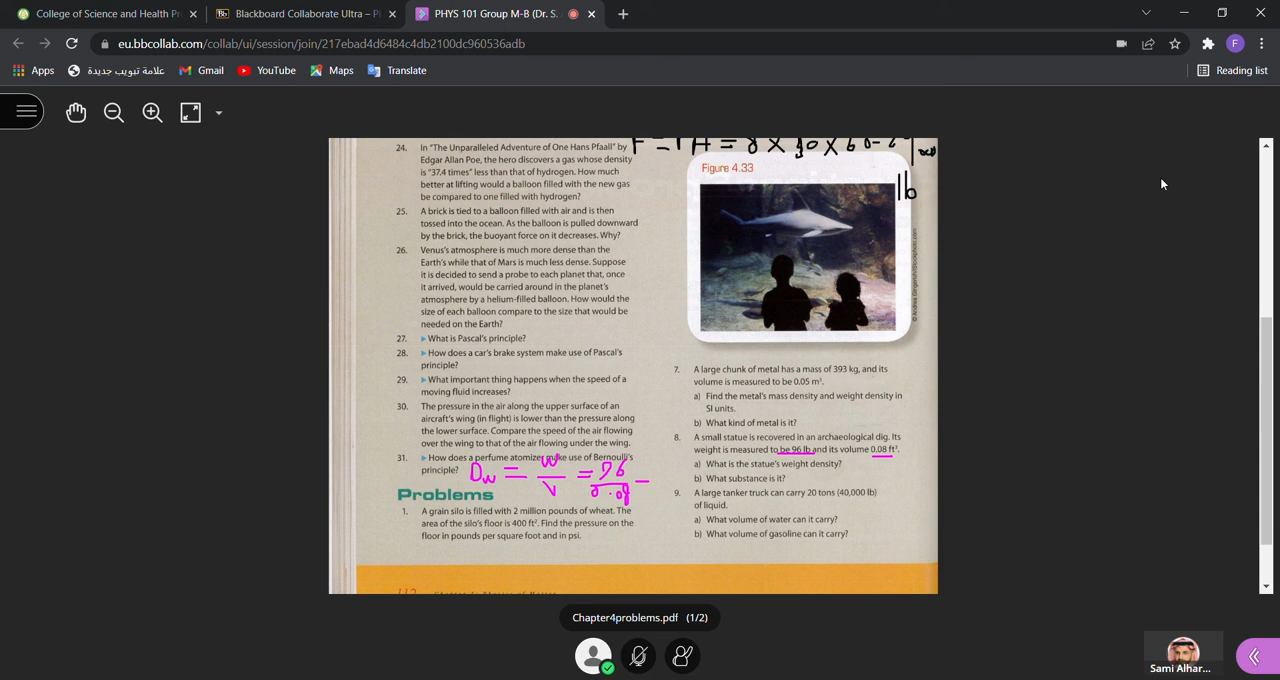 College of Science and Health Pr
Blackboard Collaborate Ultra – Pl
PHYS 101 Group M-B (Dr. S.
eu.bbcollab.com/collab/ui/session/join/217ebad4d6484c4db2100dc960536adb
F
Apps
علامة تبويب جديدة
Gmail
YouTube
Maps
Translate
Reading list
24. In "The Unparalleled Adventure of One Hans Pfaall" by
Edgar Allan Poe, the hero discovers a gas whose density
is "37.4 times" less than that of hydrogen. How much
better at lifting would a balloon filled with the new gas
be compared to one filled with hydrogen?
25. A brick is tied to a balloon filled with air and is then
tossed into the ocean. As the balloon is pulled downward
by the brick, the buoyant force on it decreases. Why?
26. Venus's atmosphere is much more dense than the
Earth's while that of Mars is much less dense. Suppose
it is decided to send a probe to each planet that, once
it arrived, would be carried around in the planet's
atmosphere by a helium-filled balloon. How would the
size of each balloon compare to the size that would be
needed on the Earth?
27. ▶What is Pascal's principle?
28. ▶How does a car's brake system make use of Pascal's
principle?
29. ▶What important thing happens when the speed of a
moving fluid increases?
30. The pressure in the air along the upper surface of an
aircraft's wing (in flight) is lower than the pressure along
the lower surface. Compare the speed of the air flowing
over the wing to that of the air flowing under the wing.
31. ▶How does a perfume atomizer make use of Bernoulli's
principle?
Dw = W/V = 96/0.08 =
Problems
1. A grain silo is filled with 2 million pounds of wheat. The
area of the silo's floor is 400 ft². Find the pressure on the
floor in pounds per square foot and in psi.
F = PA =
lb
Figure 4.33
7. A large chunk of metal has a mass of 393 kg, and its
volume is measured to be 0.05 m³.
a) Find the metal's mass density and weight density in
SI units.
b) What kind of metal is it?
8. A small statue is recovered in an archaeological dig. Its
weight is measured to be 96 lb and its volume 0.08 ft³.
a) What is the statue's weight density?
b) What substance is it?
9. A large tanker truck can carry 20 tons (40,000 lb)
of liquid.
a) What volume of water can it carry?
b) What volume of gasoline can it carry?
Chapter4problems.pdf (1/2)
Sami Alhar...